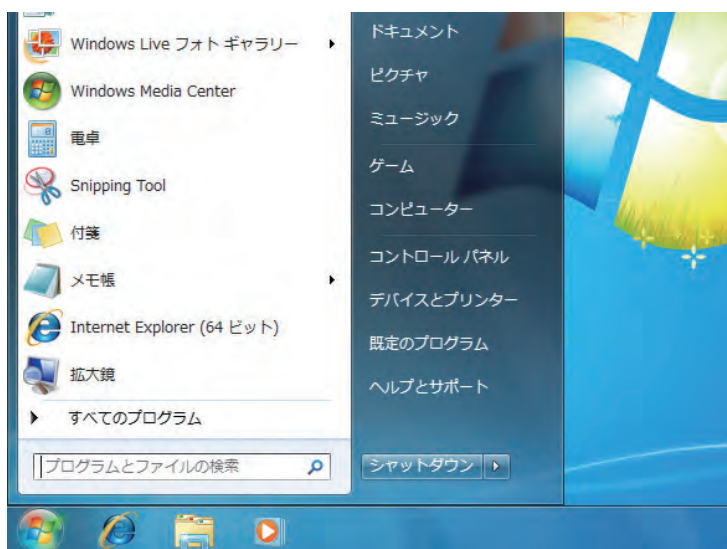 Windows Live フォト ギャラリー
Windows Media Center
電卓
Snipping Tool
付箋
メモ帳
Internet Explorer (64 ビット)
拡大鏡
すべてのプログラム
プログラムとファイルの検索
ドキュメント
ピクチャ
ミュージック
ゲーム
コンピューター
コントロール パネル
デバイスとプリンター
既定のプログラム
ヘルプとサポート
シャットダウン